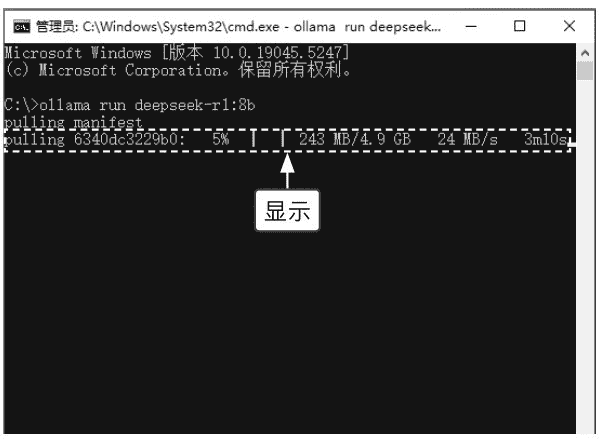 管理员: C:\Windows\System32\cmd.exe - ollama  run deepseek...
Microsoft Windows [版本 10.0.19045.5247]
(c) Microsoft Corporation。保留所有权利。
C:\>ollama run deepseek-r1:8b
pulling manifest
pulling 6340dc3229b0:   5%   |   | 243 MB/4.9 GB   24 MB/s   3m10s
显示